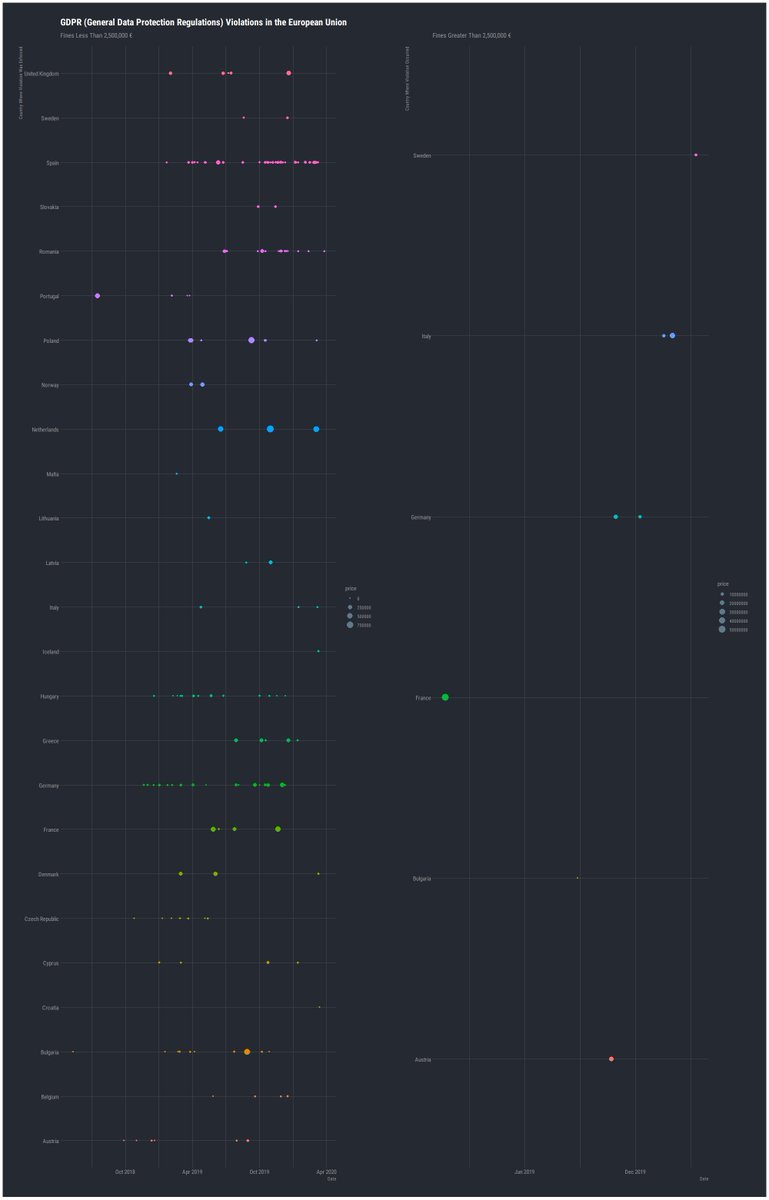 GDPR (General Data Protection Regulations) Violations in the European Union
Fines Less Than 2,500,000 €
Country Where Violation Was Enforced
United Kingdom
Sweden
Spain
Slovakia
Romania
Portugal
Poland
Norway
Netherlands
Malta
Lithuania
Latvia
Italy
Iceland
Hungary
Greece
Germany
France
Denmark
Czech Republic
Cyprus
Croatia
Bulgaria
Belgium
Austria
Oct 2018
Apr 2019
Oct 2019
Apr 2020
Date
price
0
250000
500000
750000
Fines Greater Than 2,500,000 €
Country Where Violation Occurred
Sweden
Italy
Germany
France
Bulgaria
Austria
Jun 2019
Dec 2019
Date
price
10000000
20000000
30000000
40000000
50000000